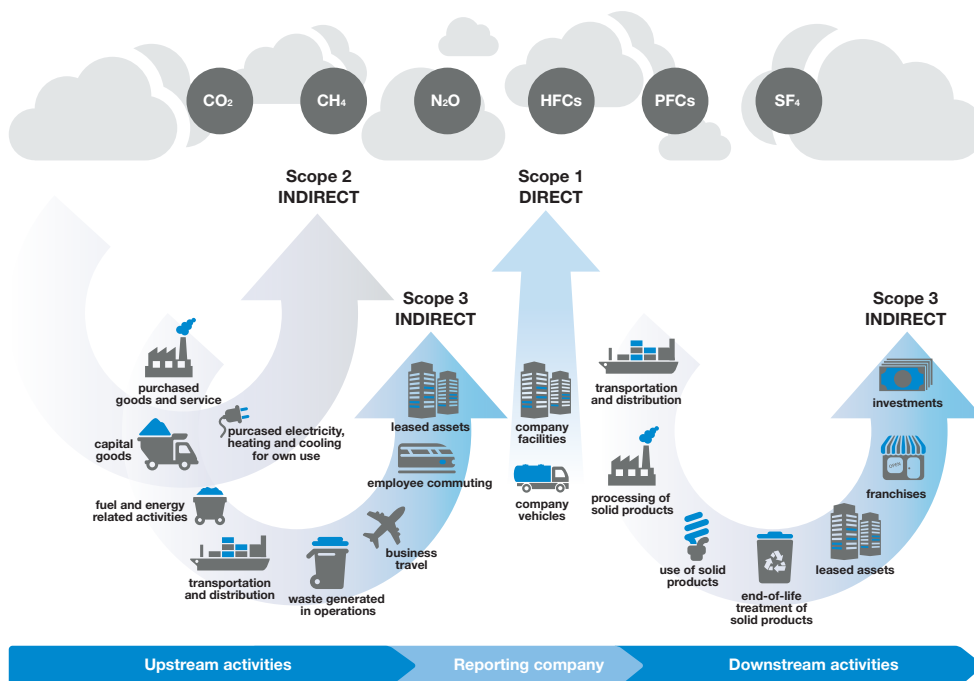 CO₂
CH₄
N₂O
HFCs
PFCs
SF₄
Scope 2
INDIRECT
Scope 1
DIRECT
Scope 3
INDIRECT
Scope 3
INDIRECT
purchased
goods and service
capital
goods
purcased electricity,
heating and cooling
for own use
fuel and energy
related activities
transportation
and distribution
waste generated
in operations
business
travel
employee commuting
leased assets
company
facilities
company
vehicles
transportation
and distribution
processing of
solid products
use of solid
products
end-of-life
treatment of
solid products
leased assets
OPEN
franchises
investments
Upstream activities
Reporting company
Downstream activities